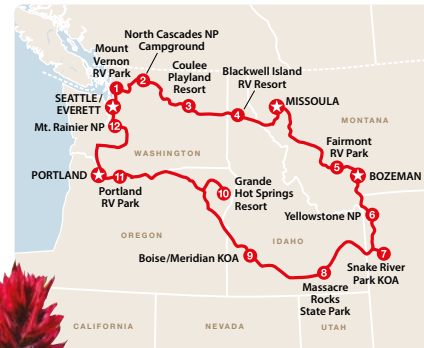 North Cascades NP
Campground
Mount
Vernon
RV Park
1
2
Coulee
Playland
Resort
3
Blackwell Island
RV Resort
4
MISSOULA
SEATTLE/
EVERETT
Mt. Rainier NP
12
MONTANA
Fairmont
RV Park
5
BOZEMAN
WASHINGTON
PORTLAND
11
Portland
RV Park
10
Grande
Hot Springs
Resort
Yellowstone NP
6
OREGON
IDAHO
Boise/Meridian KOA
9
7
Snake River
Park KOA
8
Massacre
Rocks
State Park
CALIFORNIA
NEVADA
UTAH